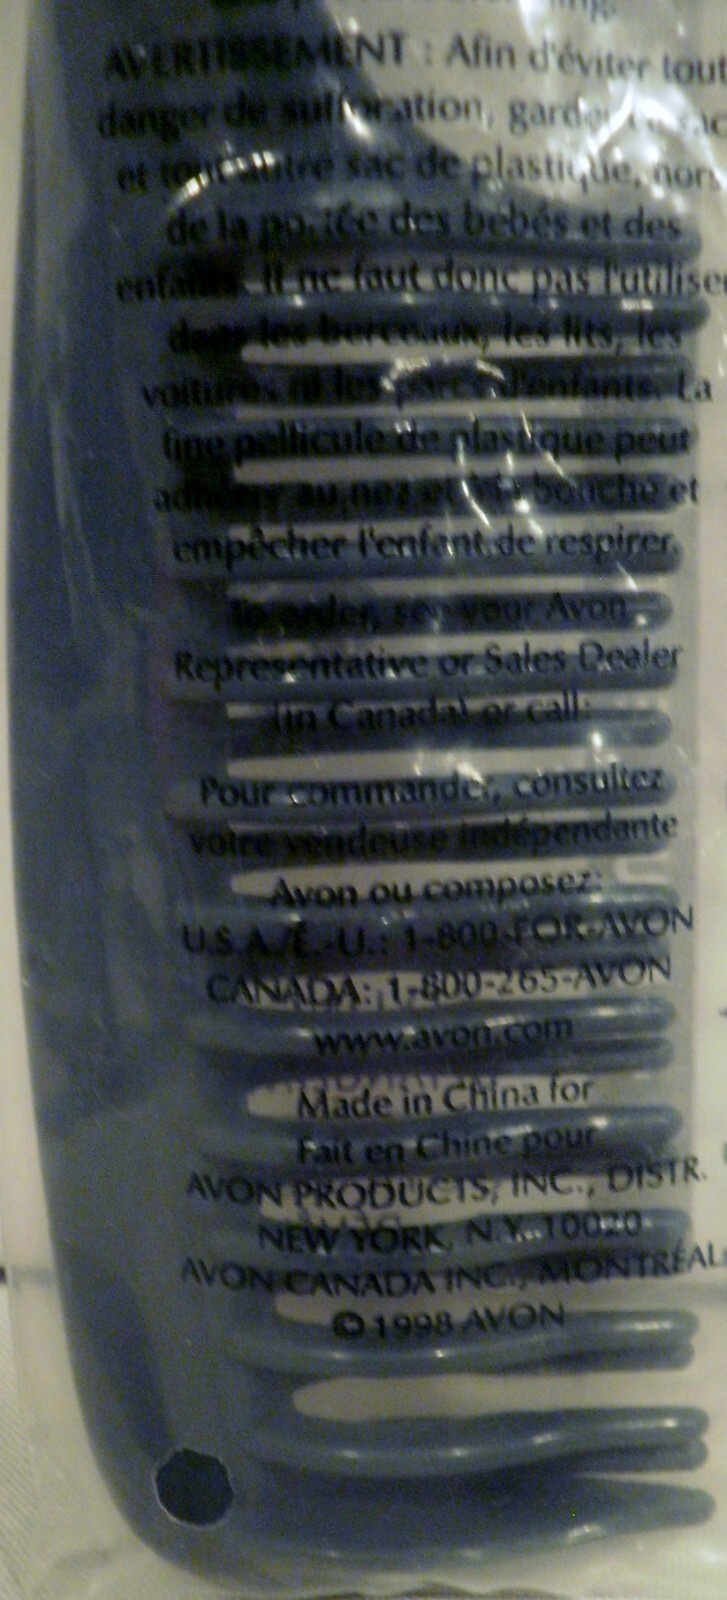 AVERTISSEMENT : Afin d'éviter tout
danger de suffocation, garder ce sac
et tout autre sac de plastique, hors
de la portée des bébés et des
enfants. Il ne faut donc pas l'utiliser
dans les berceaux, les lits, les
voitures ni les parcs d'enfants. La
fine pellicule de plastique peut
adhérer au nez et à la bouche et
empêcher l'enfant de respirer.
To order, see your Avon
Representative or Sales Dealer
(in Canada) or call:
Pour commander, consultez
votre vendeuse indépendante
Avon ou composez:
U.S.A./É.-U.: 1-800-FOR-AVON
CANADA: 1-800-265-AVON
www.avon.com
Made in China for
Fait en Chine pour
AVON PRODUCTS, INC., DISTR.
NEW YORK, N.Y. 10020
AVON CANADA INC., MONTRÉAL
© 1998 AVON